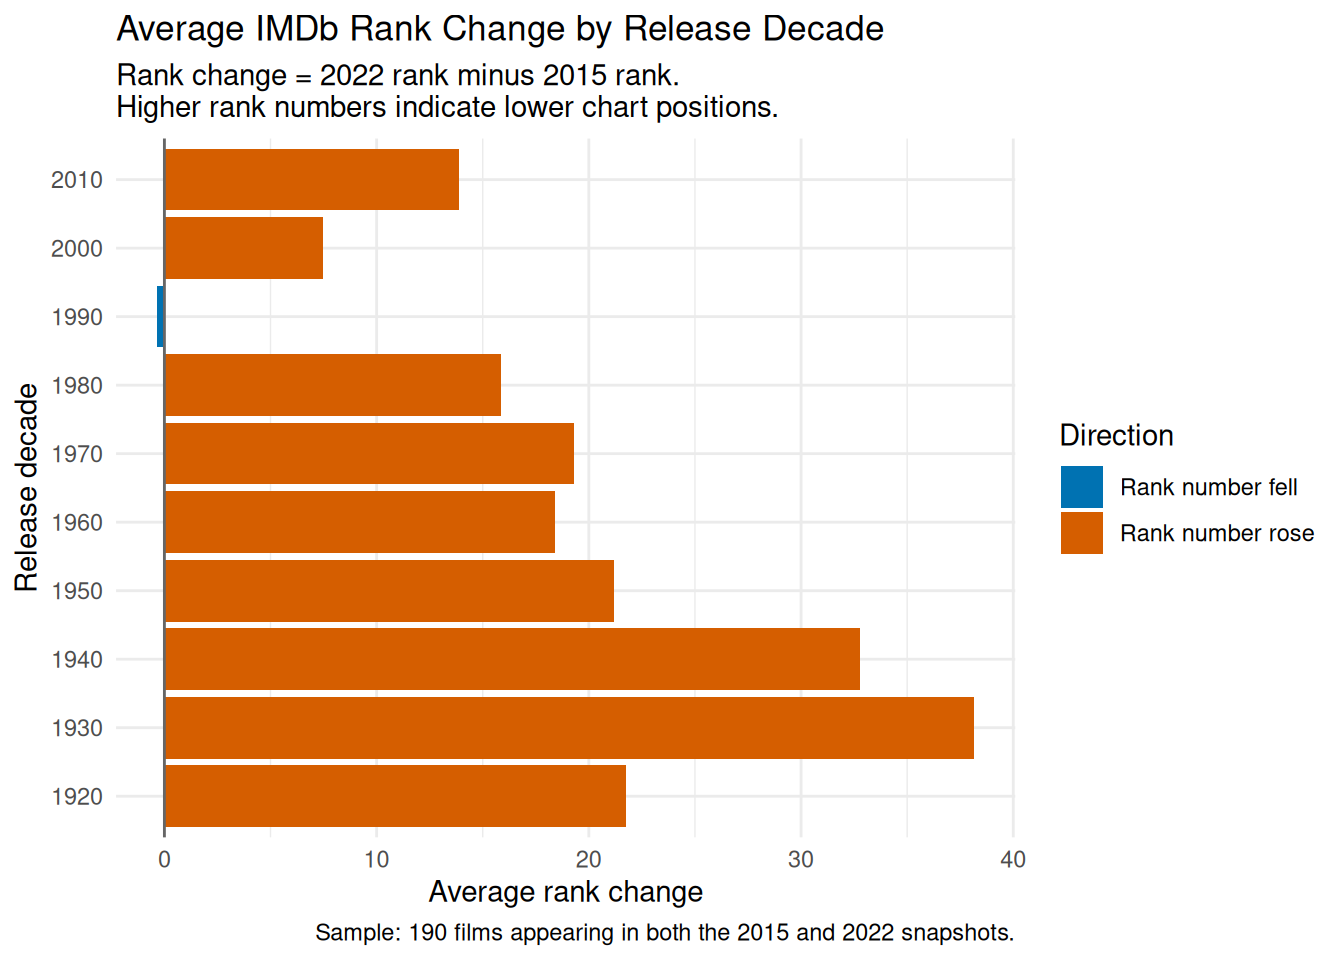 Average IMDb Rank Change by Release Decade
Rank change = 2022 rank minus 2015 rank.
Higher rank numbers indicate lower chart positions.
Release decade
2010
2000
1990
1980
1970
1960
1950
1940
1930
1920
0 10 20 30 40
Average rank change
Direction
Rank number fell
Rank number rose
Sample: 190 films appearing in both the 2015 and 2022 snapshots.